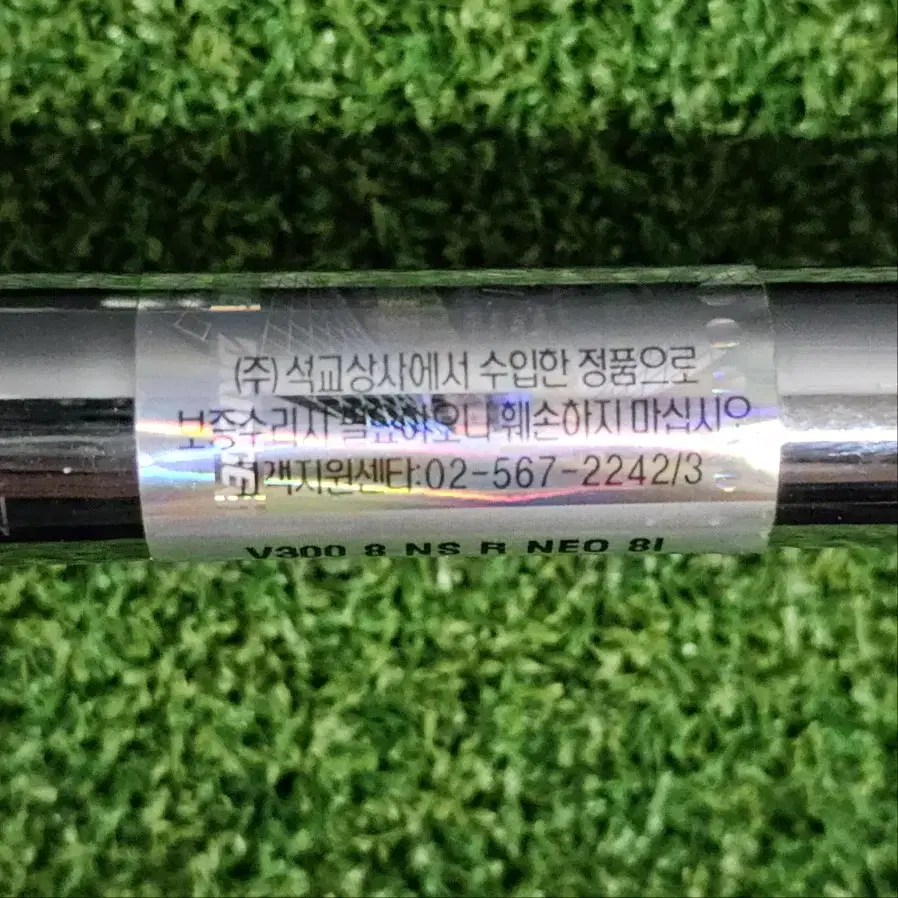 (주) 석교상사에서 수입한 정품으로
보증수리시 필요하오니 훼손하지 마십시오
고객지원센타:02-567-2242/3
V300 8 NS R NEO 8I